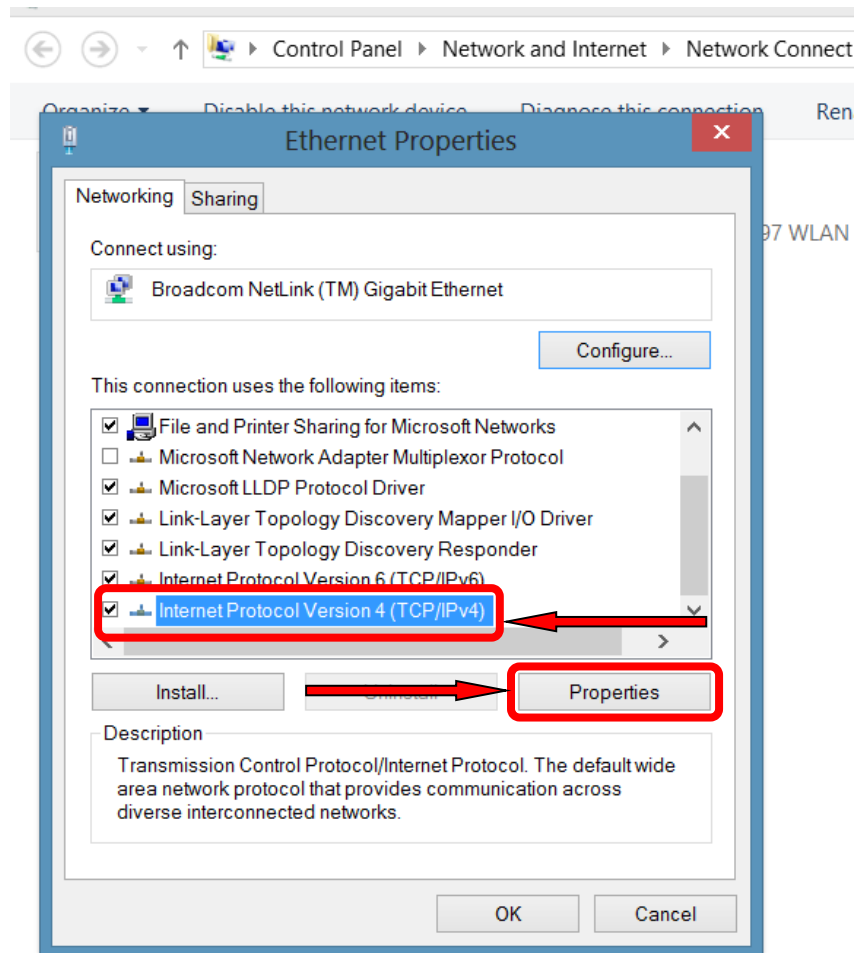 Control Panel Network and Internet Network Connect
Organize Disable this network device Diagnose this connection Ren
Ethernet Properties
Networking Sharing
97 WLAN
Connect using:
Broadcom NetLink (TM) Gigabit Ethernet
Configure...
This connection uses the following items:
File and Printer Sharing for Microsoft Networks
Microsoft Network Adapter Multiplexor Protocol
Microsoft LLDP Protocol Driver
Link-Layer Topology Discovery Mapper I/O Driver
Link-Layer Topology Discovery Responder
Internet Protocol Version 6 (TCP/IPv6)
Internet Protocol Version 4 (TCP/IPv4)
Install... Uninstall Properties
Description
Transmission Control Protocol/Internet Protocol. The default wide
area network protocol that provides communication across
diverse interconnected networks.
OK Cancel